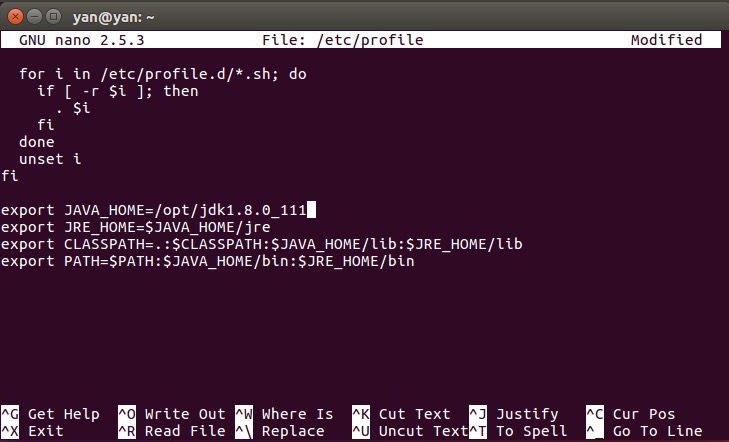 yan@yan: ~
GNU nano 2.5.3 File: /etc/profile Modified
for i in /etc/profile.d/*.sh; do
if [ -r $i ]; then
. $i
fi
done
unset i
fi
export JAVA_HOME=/opt/jdk1.8.0_111
export JRE_HOME=$JAVA_HOME/jre
export CLASSPATH=.:$CLASSPATH:$JAVA_HOME/lib:$JRE_HOME/lib
export PATH=$PATH:$JAVA_HOME/bin:$JRE_HOME/bin
^G Get Help ^O Write Out ^W Where Is ^K Cut Text ^J Justify ^C Cur Pos
^X Exit ^R Read File ^\ Replace ^U Uncut Text ^T To Spell ^_ Go To Line